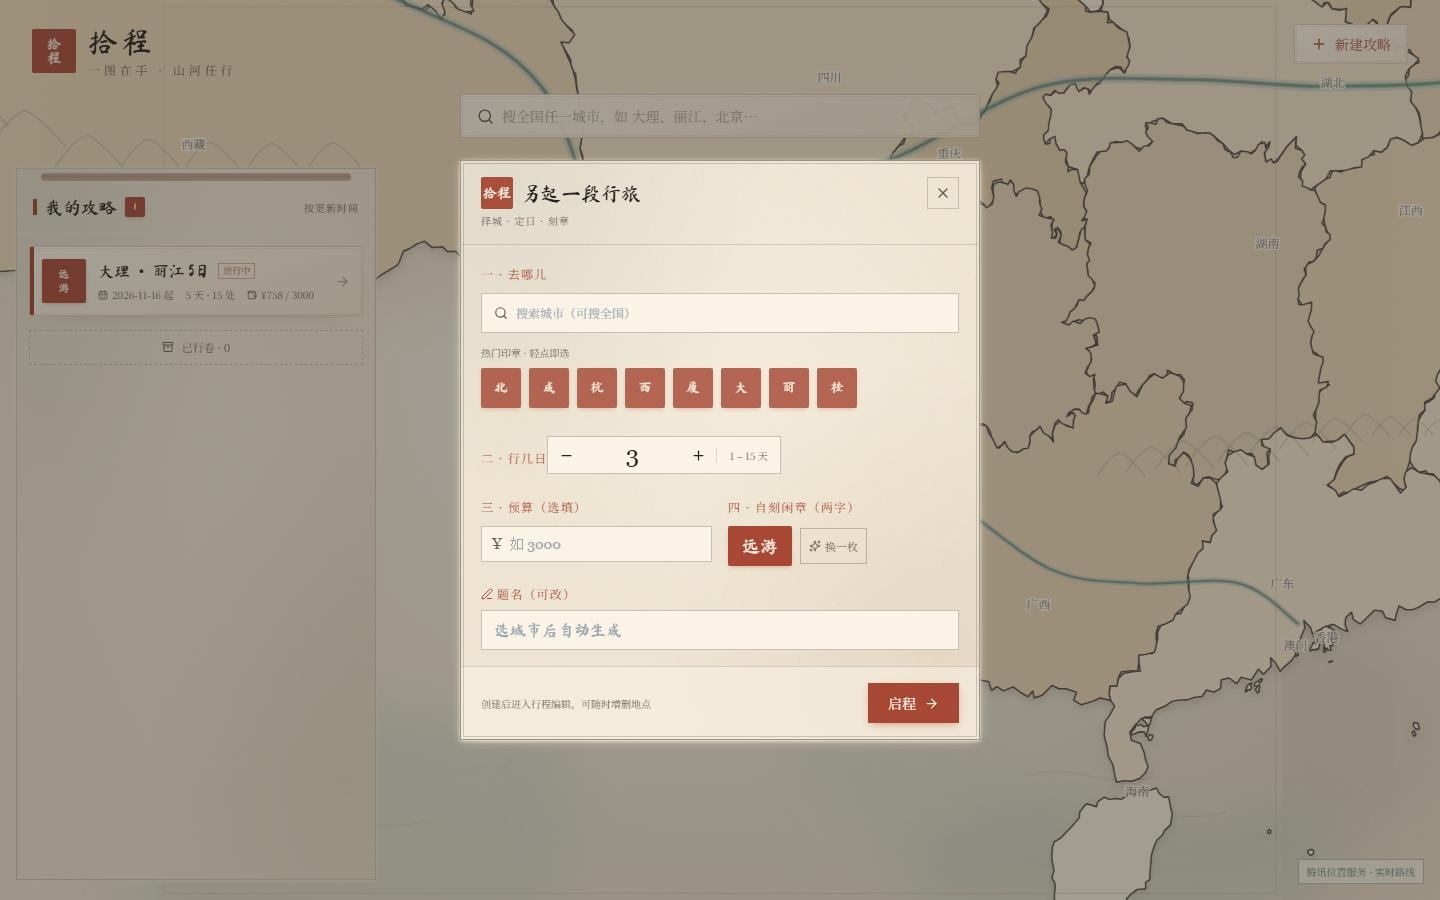 拾程
拾程
一图在手 · 山河任行
新建攻略
四川
湖北
搜全国任一城市，如 大理、丽江、北京…
西藏
重庆
我的攻略
1
按更新时间
远游
大理 · 丽江 5日
进行中
2026-11-16 起 5 天 · 15 处 ¥758 / 3000
已行卷 · 0
拾程
另起一段行旅
择城 · 定日 · 刻章
一 · 去哪儿
搜索城市（可搜全国）
热门印章 · 轻点即选
北 成 杭 西 厦 大 丽 桂
二 · 行几日
− 3 +
1 – 15 天
三 · 预算（选填）
四 · 自刻闲章（两字）
¥ 如 3000
远游
换一枚
题名（可改）
选城市后自动生成
创建后进入行程编辑，可随时增删地点
启程
江西
湖南
广东
广西
香港
澳门
海南
腾讯位置服务 · 实时路线